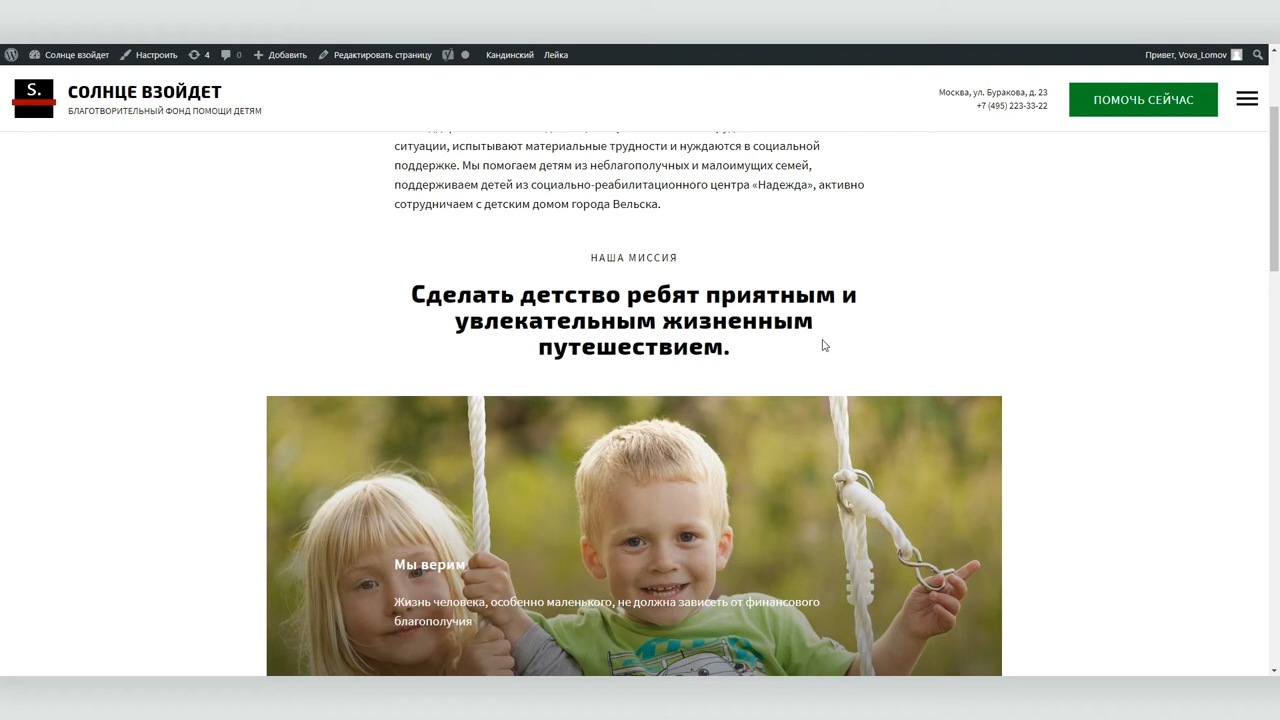 Солнце взойдет Настроить 4 0 Добавить Редактировать страницу Кандинский Лейка Привет, Vova_Lomov
S.
СОЛНЦЕ ВЗОЙДЕТ
БЛАГОТВОРИТЕЛЬНЫЙ ФОНД ПОМОЩИ ДЕТЯМ
Москва, ул. Буракова, д. 23
+7 (495) 223-33-22
ПОМОЧЬ СЕЙЧАС
ситуации, испытывают материальные трудности и нуждаются в социальной
поддержке. Мы помогаем детям из неблагополучных и малоимущих семей,
поддерживаем детей из социально-реабилитационного центра «Надежда», активно
сотрудничаем с детским домом города Вельска.
НАША МИССИЯ
Сделать детство ребят приятным и
увлекательным жизненным
путешествием.
Мы верим
Жизнь человека, особенно маленького, не должна зависеть от финансового
благополучия